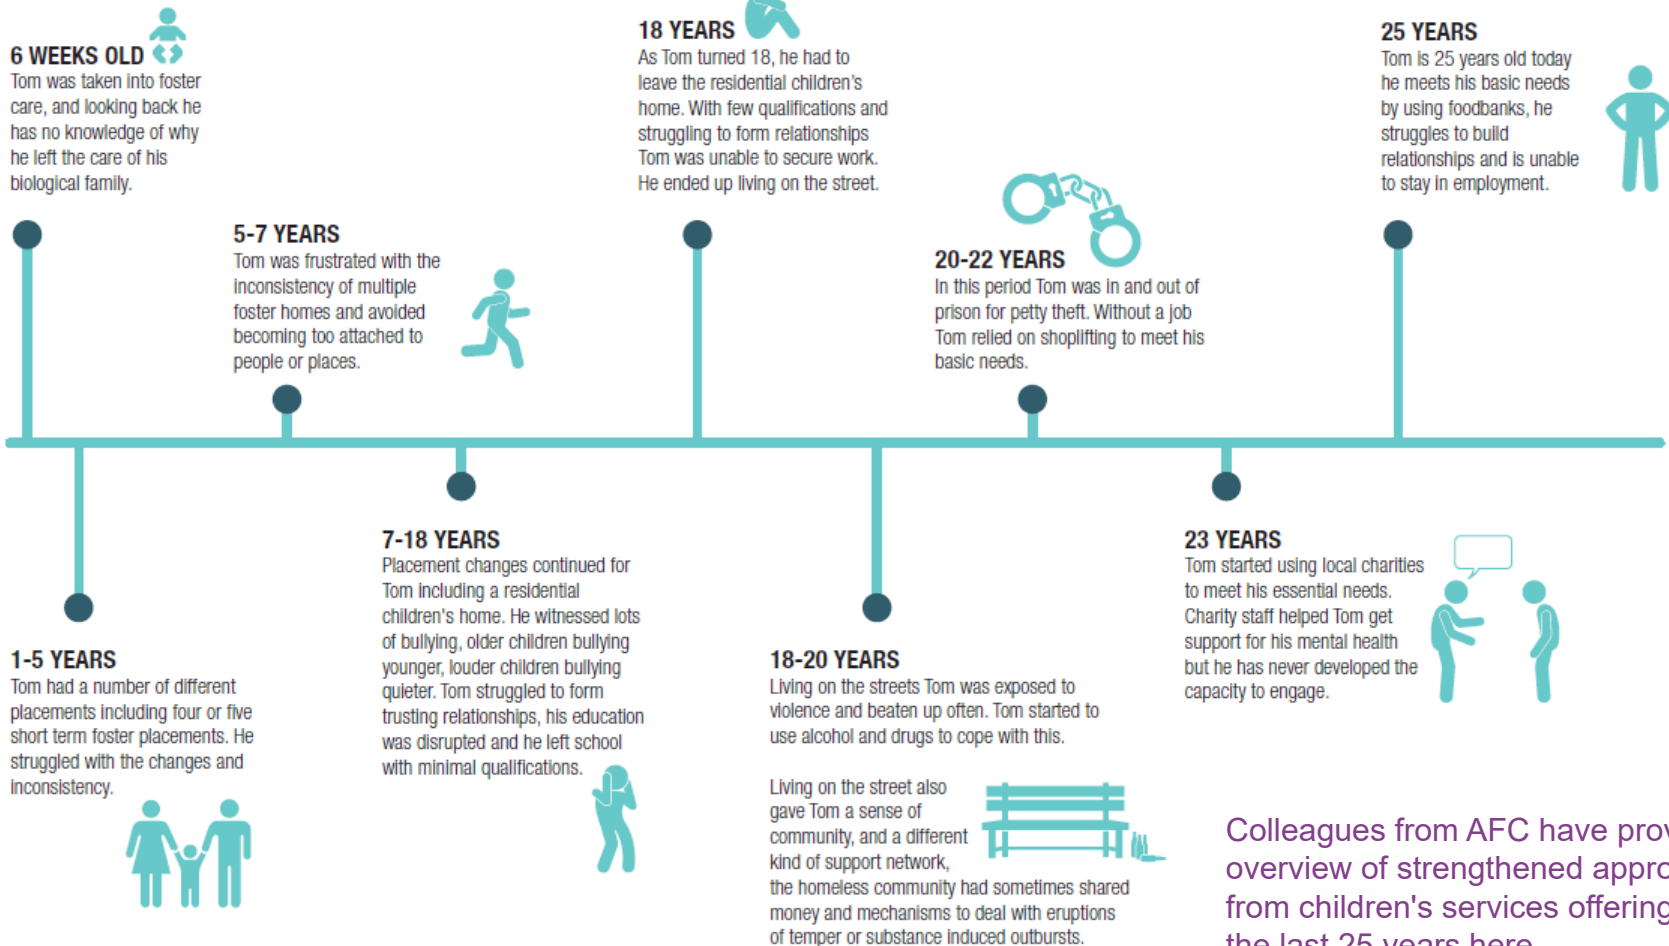 6 WEEKS OLD
Tom was taken into foster
care, and looking back he
has no knowledge of why
he left the care of his
biological family.
1-5 YEARS
Tom had a number of different
placements including four or five
short term foster placements. He
struggled with the changes and
inconsistency.
5-7 YEARS
Tom was frustrated with the
inconsistency of multiple
foster homes and avoided
becoming too attached to
people or places.
7-18 YEARS
Placement changes continued for
Tom including a residential
children's home. He witnessed lots
of bullying, older children bullying
younger, louder children bullying
quieter. Tom struggled to form
trusting relationships, his education
was disrupted and he left school
with minimal qualifications.
18 YEARS
As Tom turned 18, he had to
leave the residential children's
home. With few qualifications and
struggling to form relationships
Tom was unable to secure work.
He ended up living on the street.
18-20 YEARS
Living on the streets Tom was exposed to
violence and beaten up often. Tom started to
use alcohol and drugs to cope with this.
Living on the street also
gave Tom a sense of
community, and a different
kind of support network,
the homeless community had sometimes shared
money and mechanisms to deal with eruptions
of temper or substance induced outbursts.
20-22 YEARS
In this period Tom was in and out of
prison for petty theft. Without a job
Tom relied on shoplifting to meet his
basic needs.
23 YEARS
Tom started using local charities
to meet his essential needs.
Charity staff helped Tom get
support for his mental health
but he has never developed the
capacity to engage.
25 YEARS
Tom is 25 years old today
he meets his basic needs
by using foodbanks, he
struggles to build
relationships and is unable
to stay in employment.
Colleagues from AFC have
overview of strengthened
from children's services offering
the last 25 years here